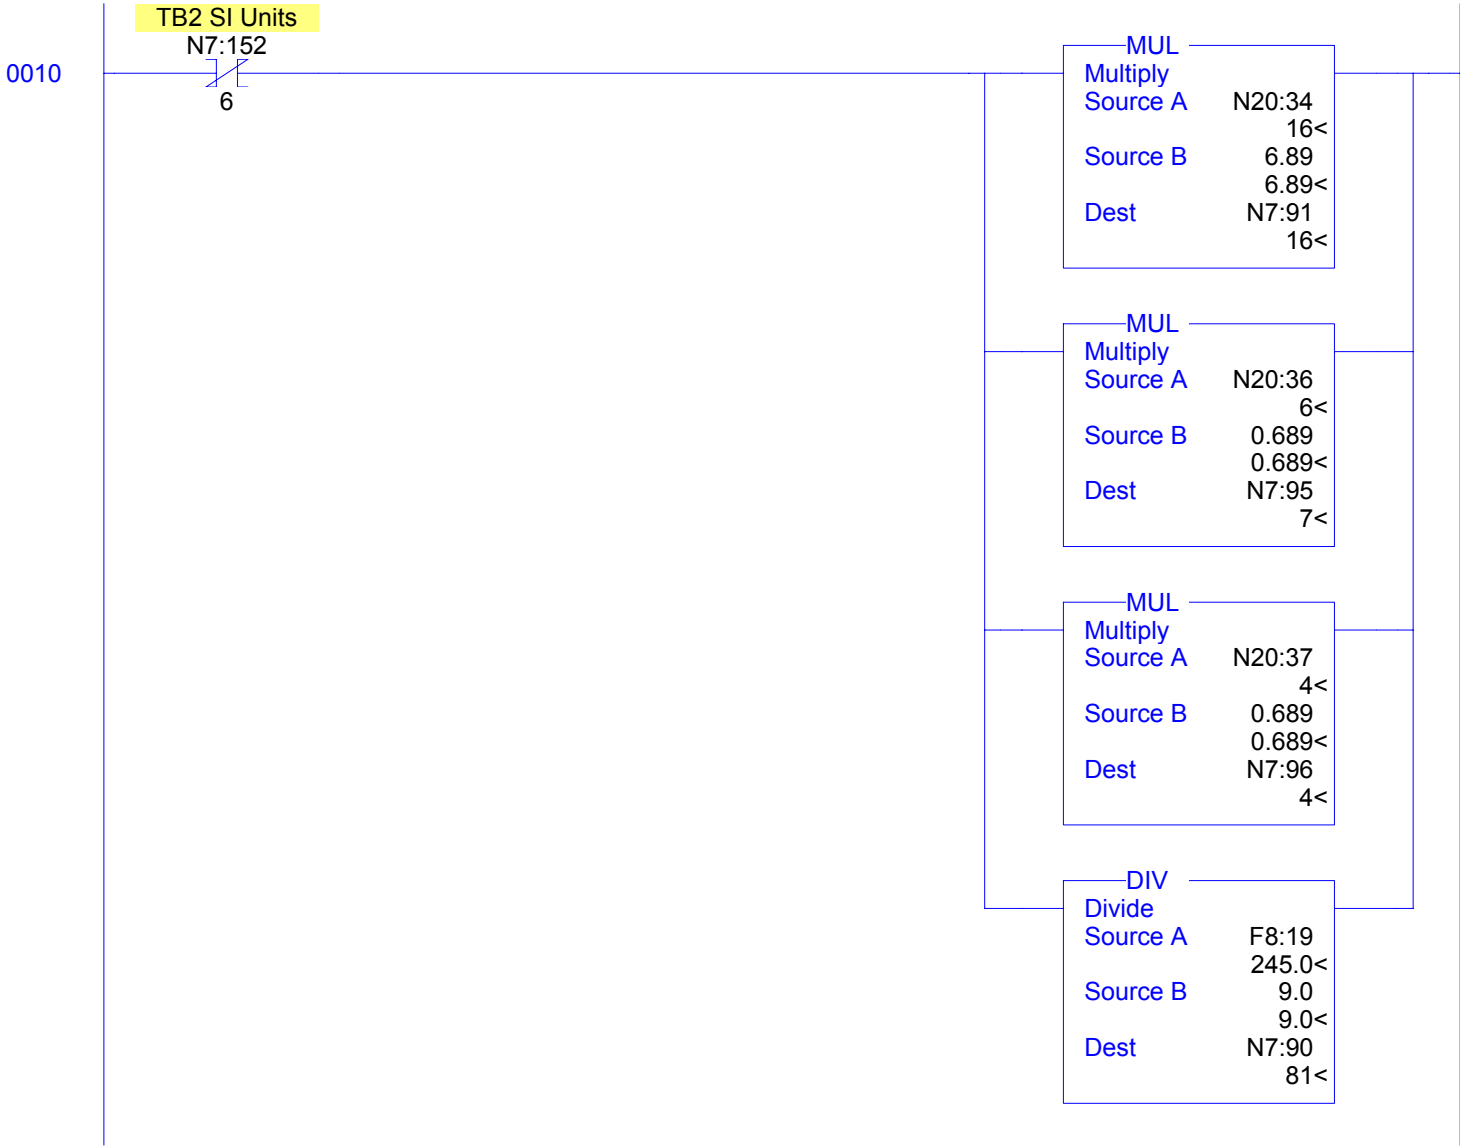 TB2 SI Units
N7:152
0010
6
MUL
Multiply
Source A N20:34
16<
Source B 6.89
6.89<
Dest N7:91
16<
MUL
Multiply
Source A N20:36
6<
Source B 0.689
0.689<
Dest N7:95
7<
MUL
Multiply
Source A N20:37
4<
Source B 0.689
0.689<
Dest N7:96
4<
DIV
Divide
Source A F8:19
245.0<
Source B 9.0
9.0<
Dest N7:90
81<